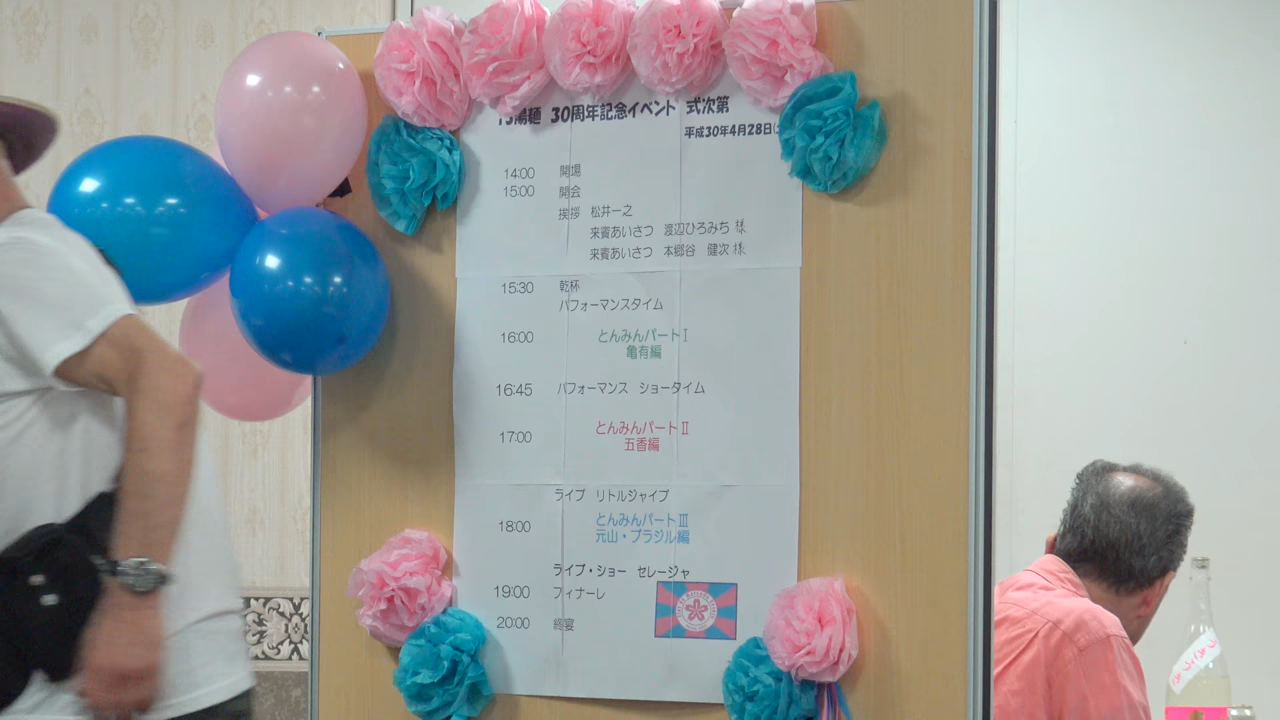 湯麺 30周年記念イベント 式次第
平成30年4月28日
14:00 開場
15:00 開会
挨拶 松井一之
来賓あいさつ 渡辺ひろみち 様
来賓あいさつ 本郷谷 健次 様
15:30 乾杯
パフォーマンスタイム
16:00 とんみんパートⅠ
亀有編
16:45 パフォーマンス ショータイム
17:00 とんみんパートⅡ
五香編
ライブ リトルジャイブ
18:00 とんみんパートⅢ
元山・ブラジル編
ライブ・ショー セレージャ
19:00 フィナーレ
20:00 終宴